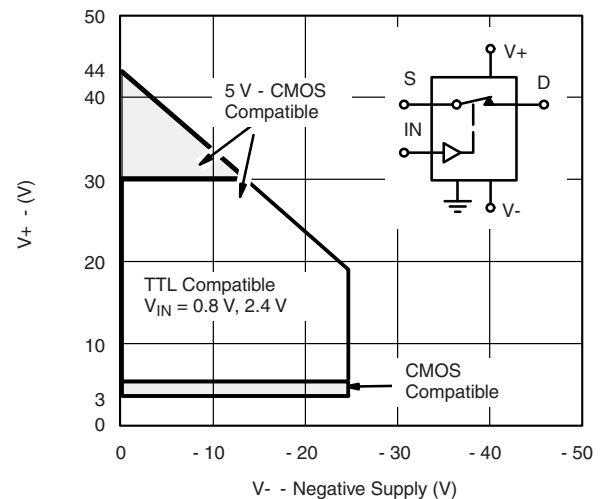 50
44
40
30
20
10
3
0
V+ - (V)
5 V - CMOS
Compatible
TTL Compatible
VIN = 0.8 V, 2.4 V
CMOS
Compatible
V+
S
D
IN
V-
0
- 10
- 20
- 30
- 40
- 50
V- - Negative Supply (V)